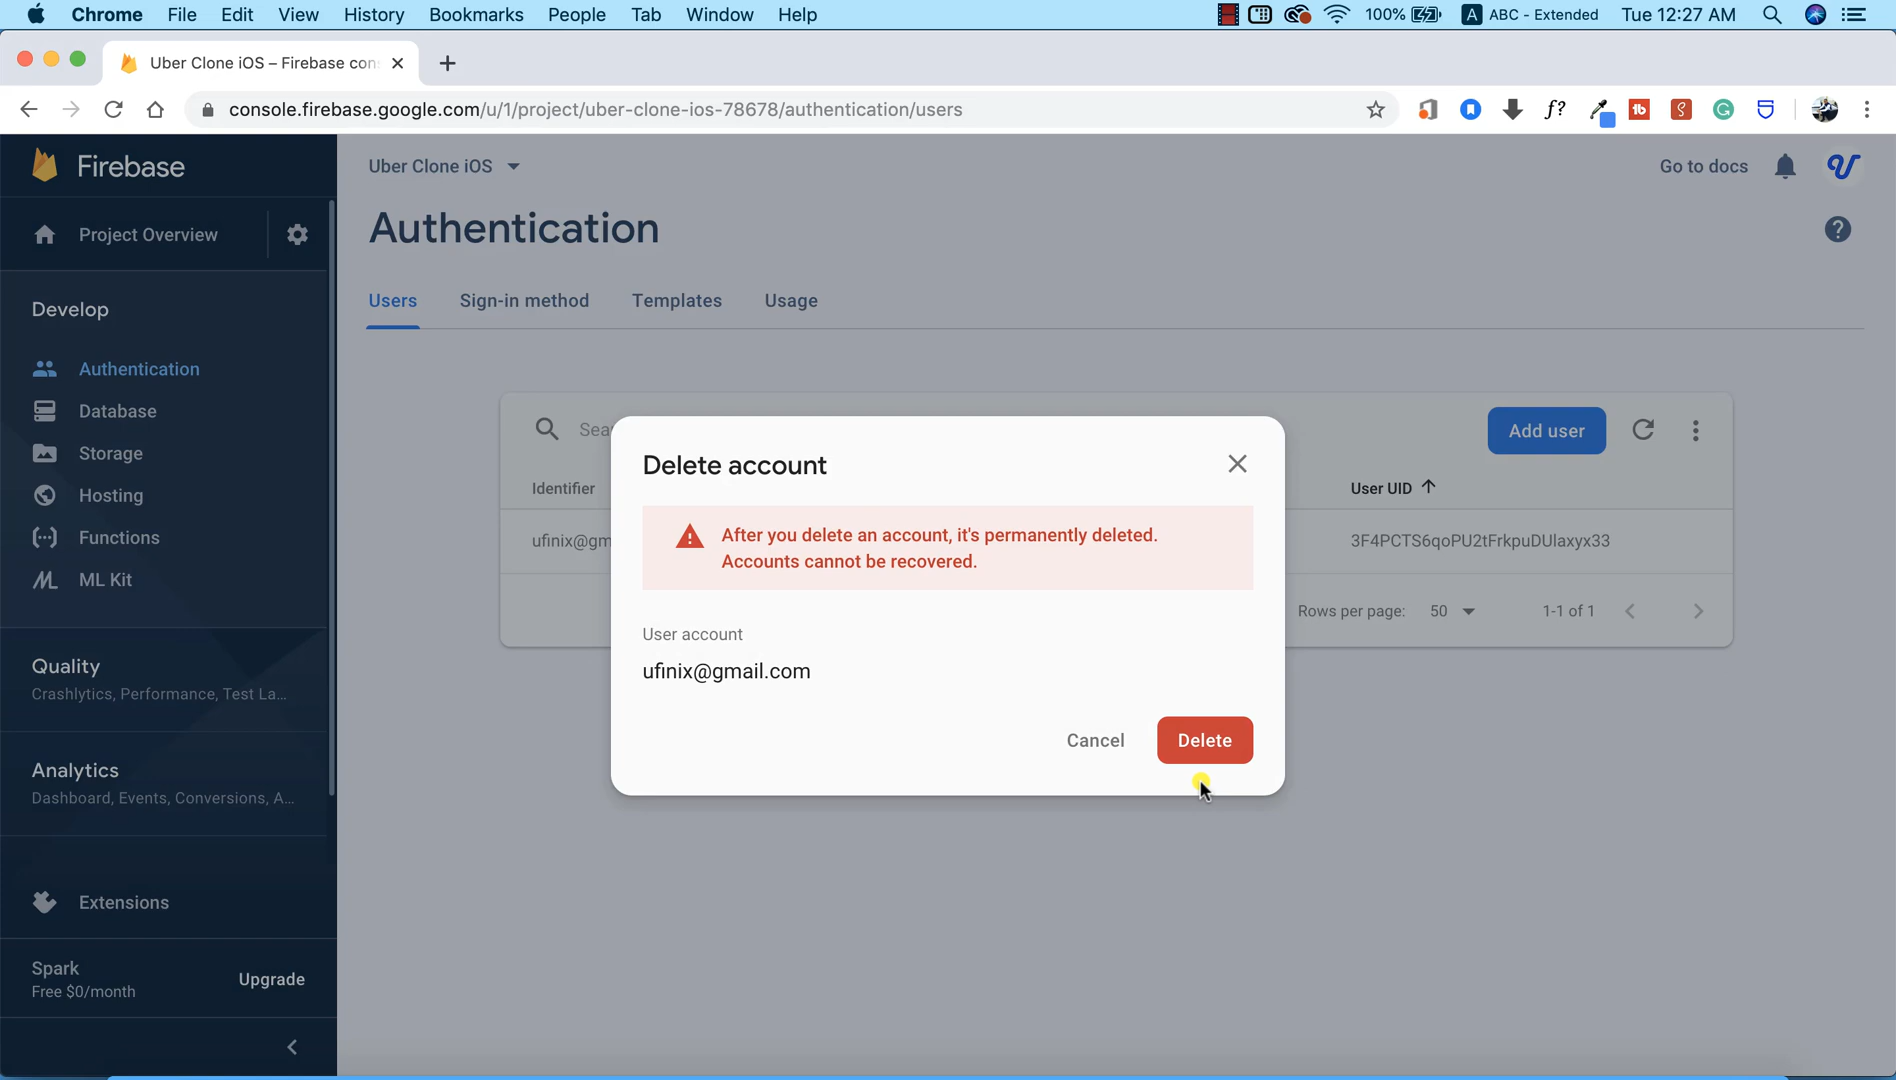 Chrome File Edit View History Bookmarks People Tab Window Help 100% A ABC - Extended Tue 12:27 AM
Uber Clone iOS – Firebase con
console.firebase.google.com/u/1/project/uber-clone-ios-78678/authentication/users
Firebase
Uber Clone iOS
Go to docs
Project Overview
Authentication
Users Sign-in method Templates Usage
Develop
Authentication
Database
Storage
Hosting
Functions
ML Kit
Quality
Crashlytics, Performance, Test La...
Analytics
Dashboard, Events, Conversions, A...
Extensions
Spark
Free $0/month
Upgrade
Sea
Add user
Identifier
User UID
ufinix@gm
3F4PCTS6qoPU2tFrkpuDUlaxyx33
Rows per page: 50 1-1 of 1
Delete account
After you delete an account, it's permanently deleted.
Accounts cannot be recovered.
User account
ufinix@gmail.com
Cancel Delete